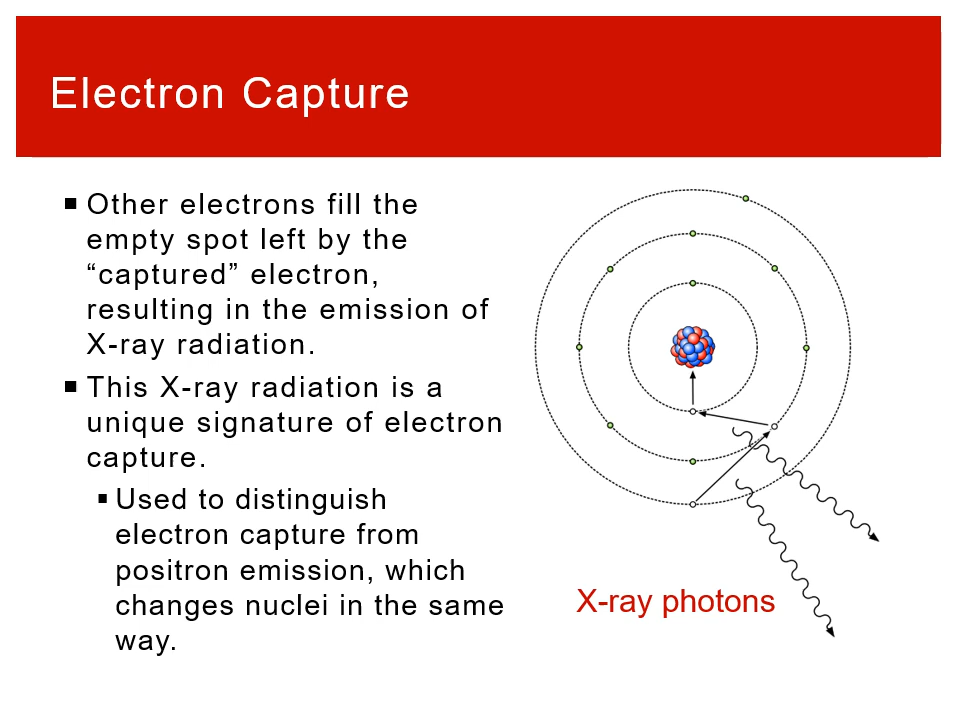 Electron Capture
Other electrons fill the
empty spot left by the
“captured” electron,
resulting in the emission of
X-ray radiation.
This X-ray radiation is a
unique signature of electron
capture.
Used to distinguish
electron capture from
positron emission, which
changes nuclei in the same
way.
X-ray photons